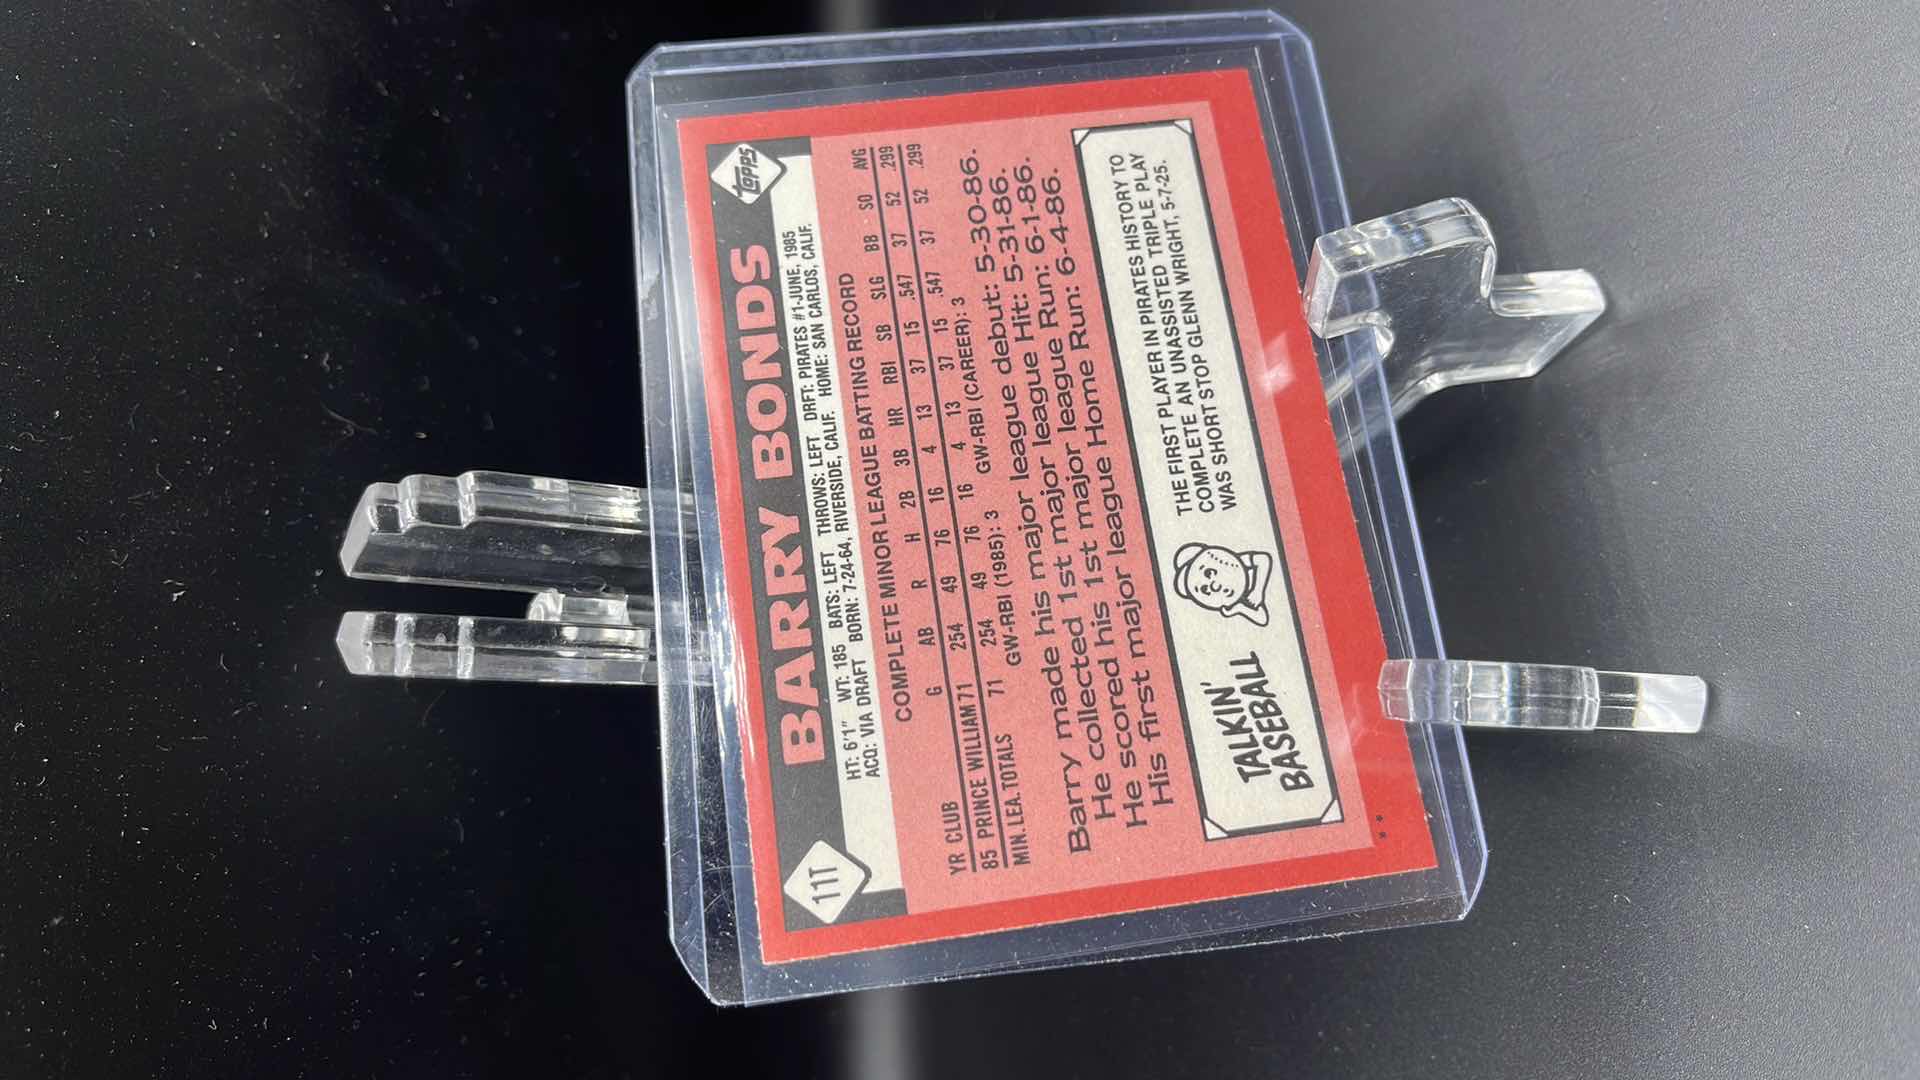 11T
BARRY BONDS
Topps
HT: 6'1" WT: 185 BATS: LEFT THROWS: LEFT DRFT: PIRATES #1-JUNE, 1985
ACQ: VIA DRAFT BORN: 7-24-64, RIVERSIDE, CALIF. HOME: SAN CARLOS, CALIF.
COMPLETE MINOR LEAGUE BATTING RECORD
YR CLUB G AB R H 2B 3B HR RBI SB SLG BB SO AVG
85 PRINCE WILLIAM 71 254 49 76 16 4 13 37 15 .547 37 52 .299
MIN. LEA. TOTALS 71 254 49 76 16 4 13 37 15 .547 37 52 .299
GW-RBI (1985): 3 GW-RBI (CAREER): 3
Barry made his major league debut: 5-30-86.
He collected 1st major league Hit: 5-31-86.
He scored his 1st major league Run: 6-1-86.
His first major league Home Run: 6-4-86.
TALKIN'
BASEBALL
THE FIRST PLAYER IN PIRATES HISTORY TO
COMPLETE AN UNASSISTED TRIPLE PLAY
WAS SHORTSTOP GLENN WRIGHT, 5-7-25.
**